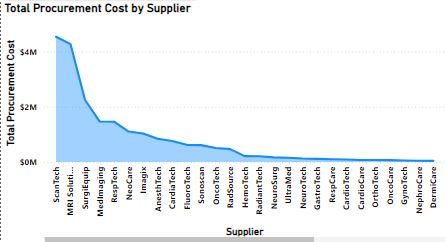 Total Procurement Cost by Supplier
Total Procurement Cost
$4M
$2M
$0M
ScanTech
MRI Soluti...
SurgiEquip
MedImaging
RespTech
NeoCare
Imagix
AnesthTech
CardiaTech
FluoroTech
Sonoscan
OncoTech
RadSource
HemoTech
RadiantTech
NeuroSurg
UltraMed
NeuroTech
GastroTech
RespCare
CardioTech
CardioCare
OrthoTech
OncoCare
GynoTech
NephroCare
DermiCare
Supplier